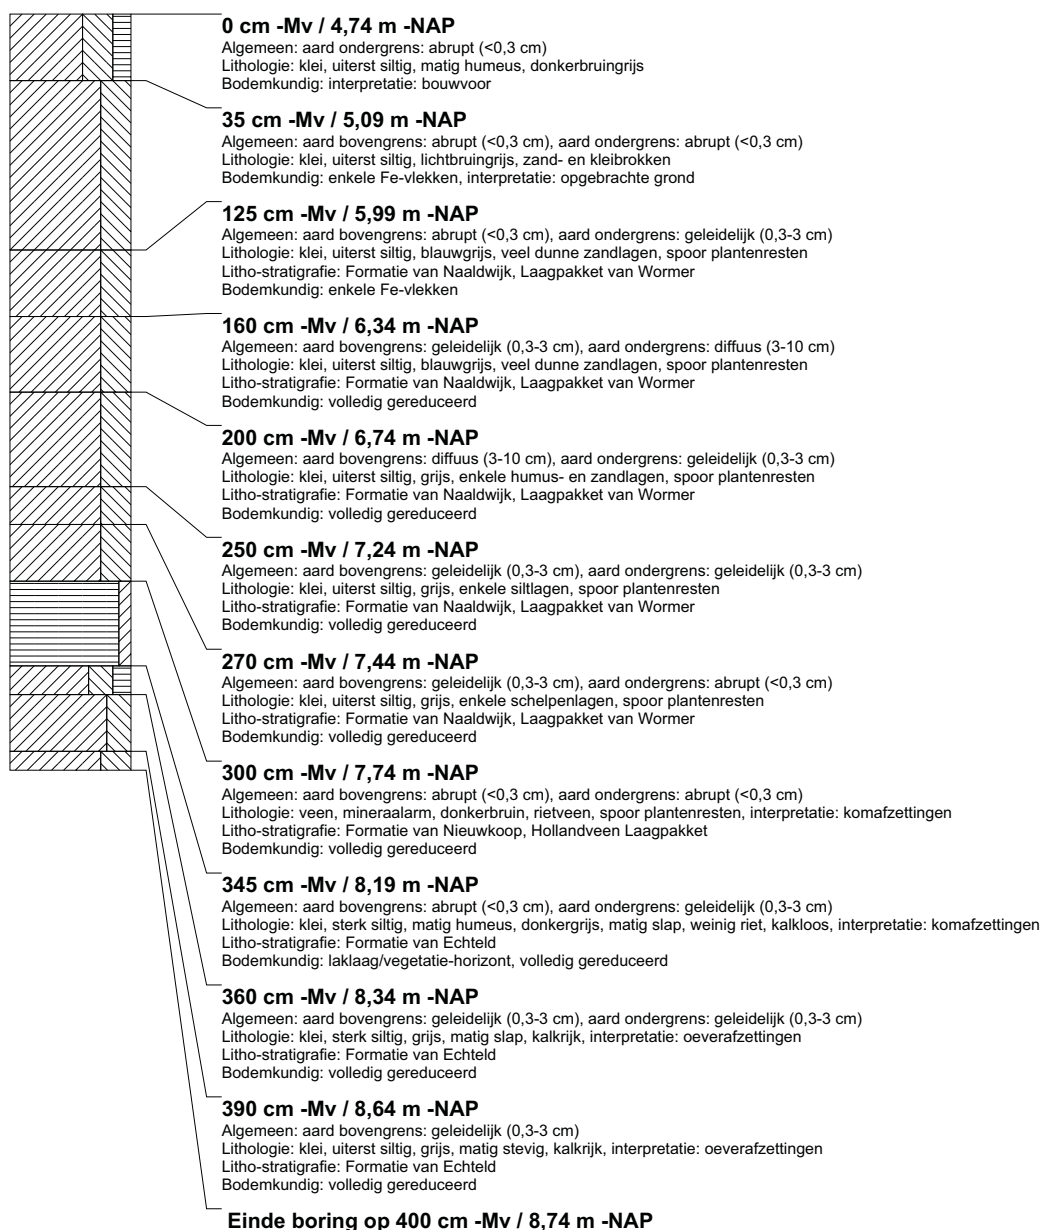 0 cm -Mv / 4,74 m -NAP
Algemeen: aard ondergrens: abrupt (<0,3 cm)
Lithologie: klei, uiterst siltig, matig humeus, donkerbruingrijs
Bodemkundig: interpretatie: bouwvoor
35 cm -Mv / 5,09 m -NAP
Algemeen: aard bovengrens: abrupt (<0,3 cm), aard ondergrens: abrupt (<0,3 cm)
Lithologie: klei, uiterst siltig, lichtbruingrijs, zand- en kleibrokken
Bodemkundig: enkele Fe-vlekken, interpretatie: opgebrachte grond
125 cm -Mv / 5,99 m -NAP
Algemeen: aard bovengrens: abrupt (<0,3 cm), aard ondergrens: geleidelijk (0,3-3 cm)
Lithologie: klei, uiterst siltig, blauwgrijs, veel dunne zandlagen, spoor plantenresten
Litho-stratigrafie: Formatie van Naaldwijk, Laagpakket van Wormer
Bodemkundig: enkele Fe-vlekken
160 cm -Mv / 6,34 m -NAP
Algemeen: aard bovengrens: geleidelijk (0,3-3 cm), aard ondergrens: diffuus (3-10 cm)
Lithologie: klei, uiterst siltig, blauwgrijs, veel dunne zandlagen, spoor plantenresten
Litho-stratigrafie: Formatie van Naaldwijk, Laagpakket van Wormer
Bodemkundig: volledig gereduceerd
200 cm -Mv / 6,74 m -NAP
Algemeen: aard bovengrens: diffuus (3-10 cm), aard ondergrens: geleidelijk (0,3-3 cm)
Lithologie: klei, uiterst siltig, grijs, enkele humus- en zandlagen, spoor plantenresten
Litho-stratigrafie: Formatie van Naaldwijk, Laagpakket van Wormer
Bodemkundig: volledig gereduceerd
250 cm -Mv / 7,24 m -NAP
Algemeen: aard bovengrens: geleidelijk (0,3-3 cm), aard ondergrens: geleidelijk (0,3-3 cm)
Lithologie: klei, uiterst siltig, grijs, enkele siltlagen, spoor plantenresten
Litho-stratigrafie: Formatie van Naaldwijk, Laagpakket van Wormer
Bodemkundig: volledig gereduceerd
270 cm -Mv / 7,44 m -NAP
Algemeen: aard bovengrens: geleidelijk (0,3-3 cm), aard ondergrens: abrupt (<0,3 cm)
Lithologie: klei, uiterst siltig, grijs, enkele schelpenlagen, spoor plantenresten
Litho-stratigrafie: Formatie van Naaldwijk, Laagpakket van Wormer
Bodemkundig: volledig gereduceerd
300 cm -Mv / 7,74 m -NAP
Algemeen: aard bovengrens: abrupt (<0,3 cm), aard ondergrens: abrupt (<0,3 cm)
Lithologie: veen, mineraalarm, donkerbruin, rietveen, spoor plantenresten, interpretatie: komafzettingen
Litho-stratigrafie: Formatie van Nieuwkoop, Hollandveen Laagpakket
Bodemkundig: volledig gereduceerd
345 cm -Mv / 8,19 m -NAP
Algemeen: aard bovengrens: abrupt (<0,3 cm), aard ondergrens: geleidelijk (0,3-3 cm)
Lithologie: klei, sterk siltig, matig humeus, donkergrijs, matig slap, weinig riet, kalkloos, interpretatie: komafzettingen
Litho-stratigrafie: Formatie van Echteld
Bodemkundig: laklaag/vegetatie-horizont, volledig gereduceerd
360 cm -Mv / 8,34 m -NAP
Algemeen: aard bovengrens: geleidelijk (0,3-3 cm), aard ondergrens: geleidelijk (0,3-3 cm)
Lithologie: klei, sterk siltig, grijs, matig slap, kalkrijk, interpretatie: oeverafzettingen
Litho-stratigrafie: Formatie van Echteld
Bodemkundig: volledig gereduceerd
390 cm -Mv / 8,64 m -NAP
Algemeen: aard bovengrens: geleidelijk (0,3-3 cm)
Lithologie: klei, uiterst siltig, grijs, matig stevig, kalkrijk, interpretatie: oeverafzettingen
Litho-stratigrafie: Formatie van Echteld
Bodemkundig: volledig gereduceerd
Einde boring op 400 cm -Mv / 8,74 m -NAP